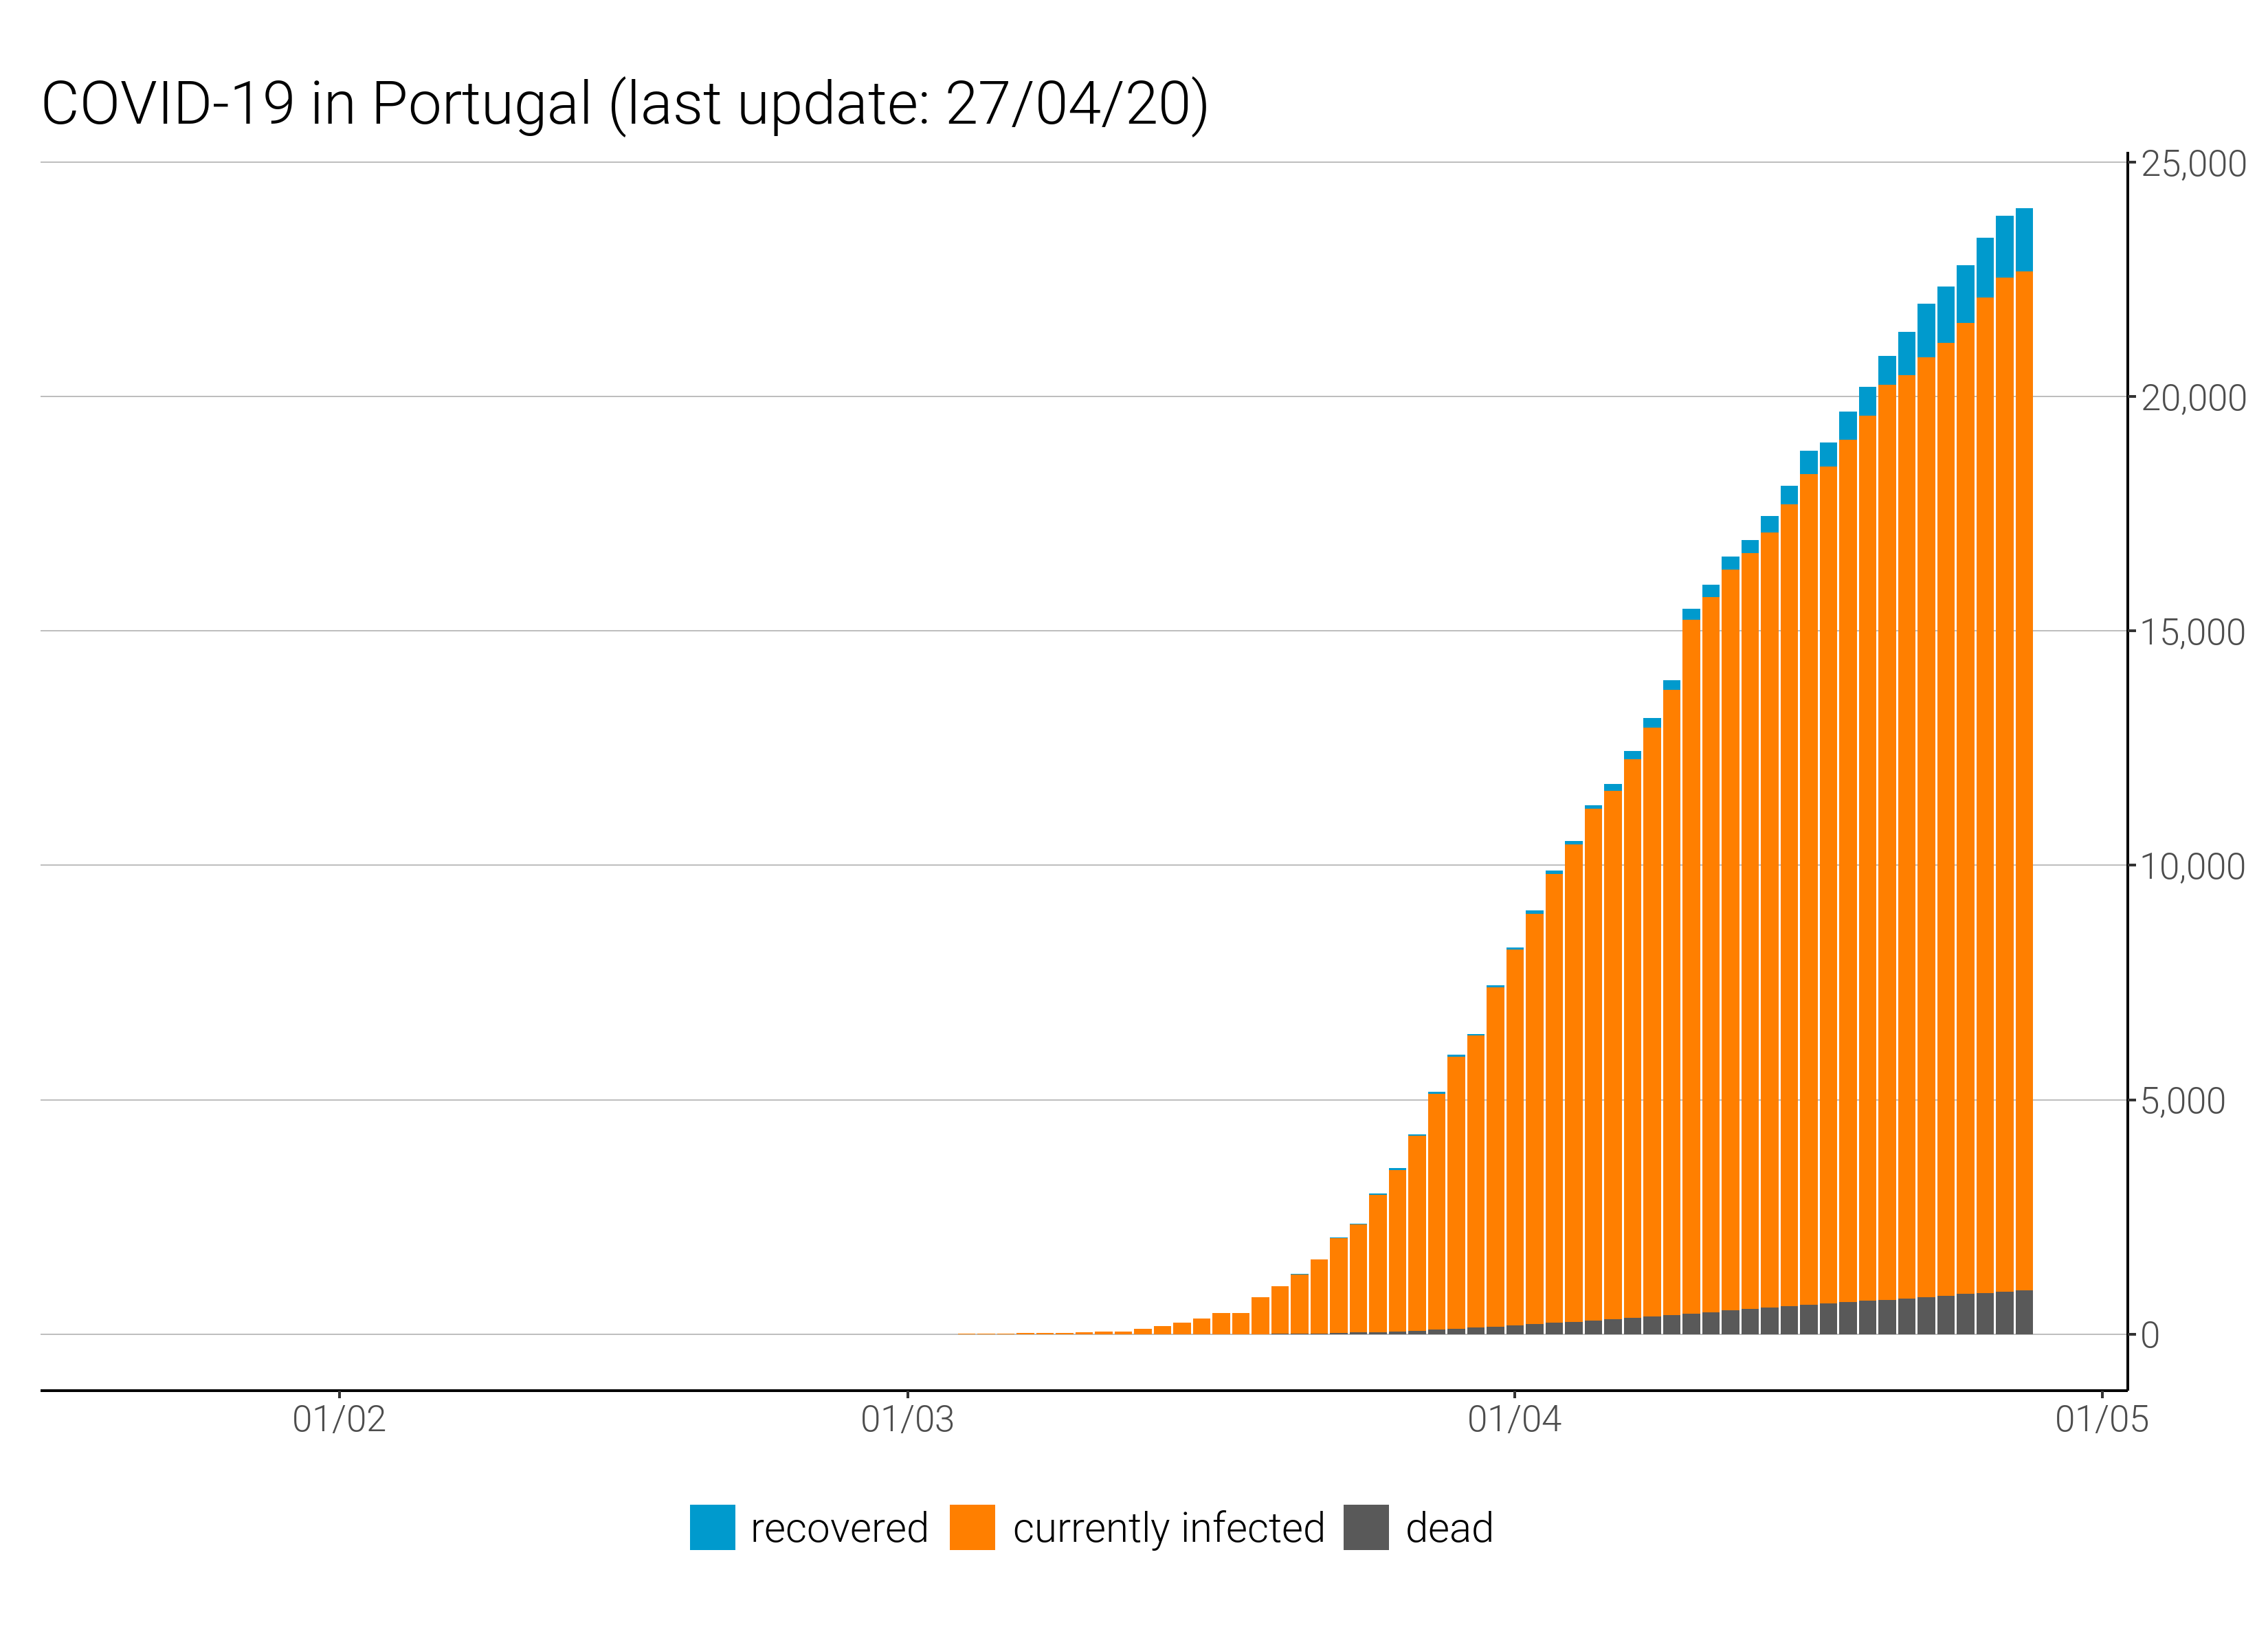 COVID-19 in Portugal (last update: 27/04/20)
25,000
20,000
15,000
10,000
5,000
0
01/02 01/03 01/04 01/05
recovered currently infected dead